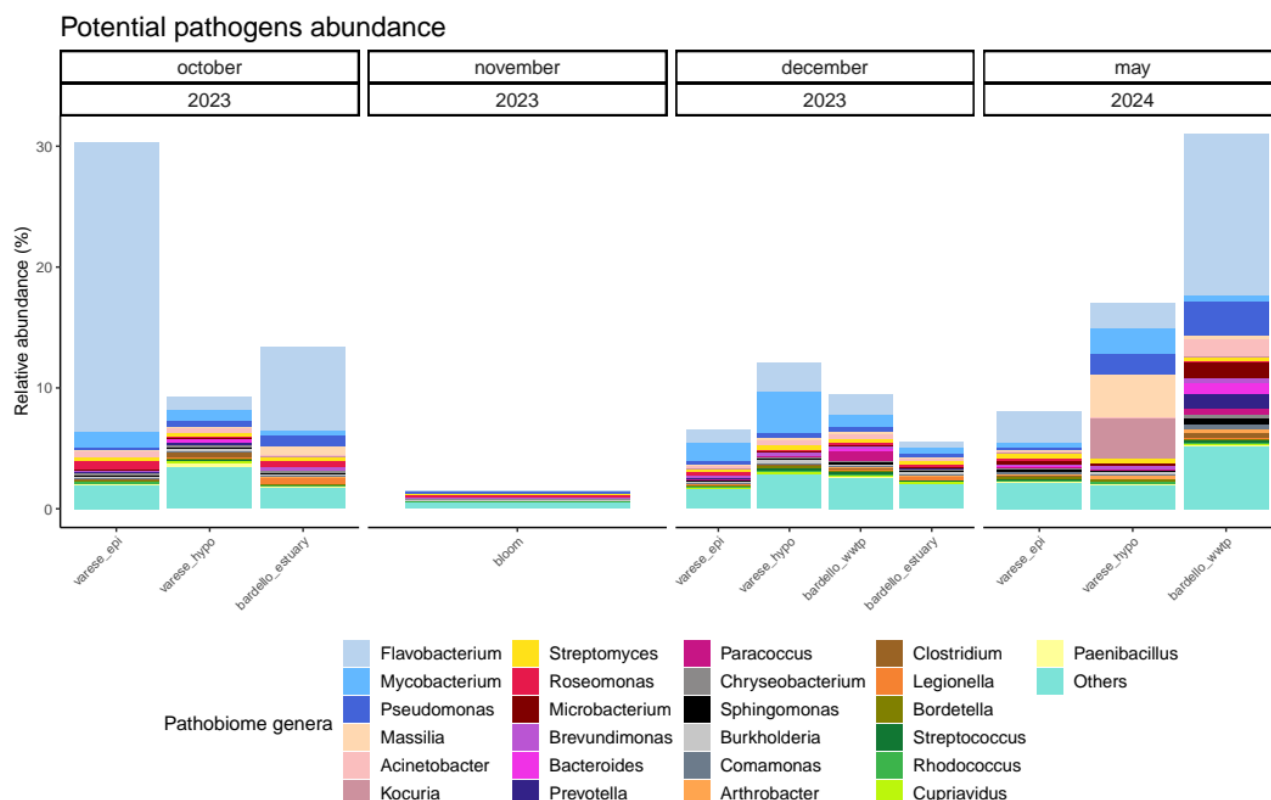 Potential pathogens abundance
october november december may
2023 2023 2023 2024
Relative abundance (%)
30
20
10
0
varese_epi varese_hypo bardello_estuary bloom varese_epi varese_hypo bardello_wwtp bardello_estuary varese_epi varese_hypo bardello_wwtp
Pathobiome genera
Flavobacterium Streptomyces Paracoccus Clostridium Paenibacillus
Mycobacterium Roseomonas Chryseobacterium Legionella Others
Pseudomonas Microbacterium Sphingomonas Bordetella
Massilia Brevundimonas Burkholderia Streptococcus
Acinetobacter Bacteroides Comamonas Rhodococcus
Kocuria Prevotella Arthrobacter Cupriavidus